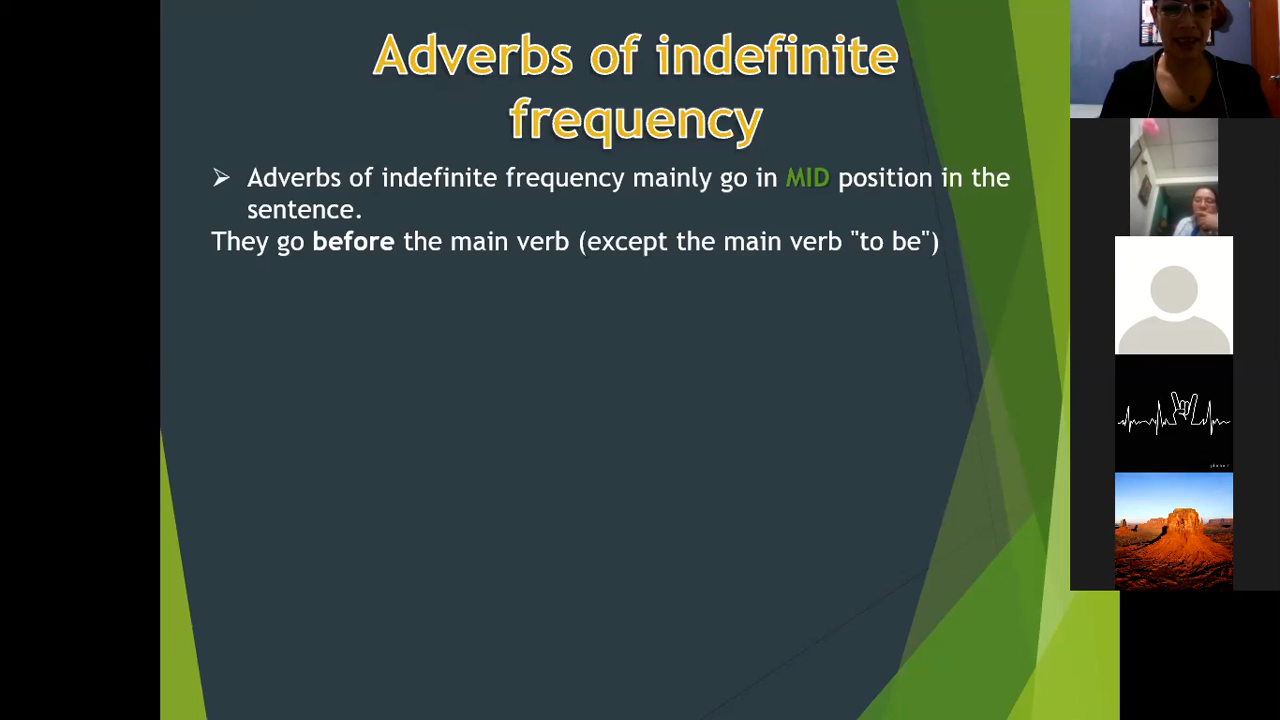 Adverbs of indefinite
frequency
➢ Adverbs of indefinite frequency mainly go in MID position in the
sentence.
They go before the main verb (except the main verb "to be")